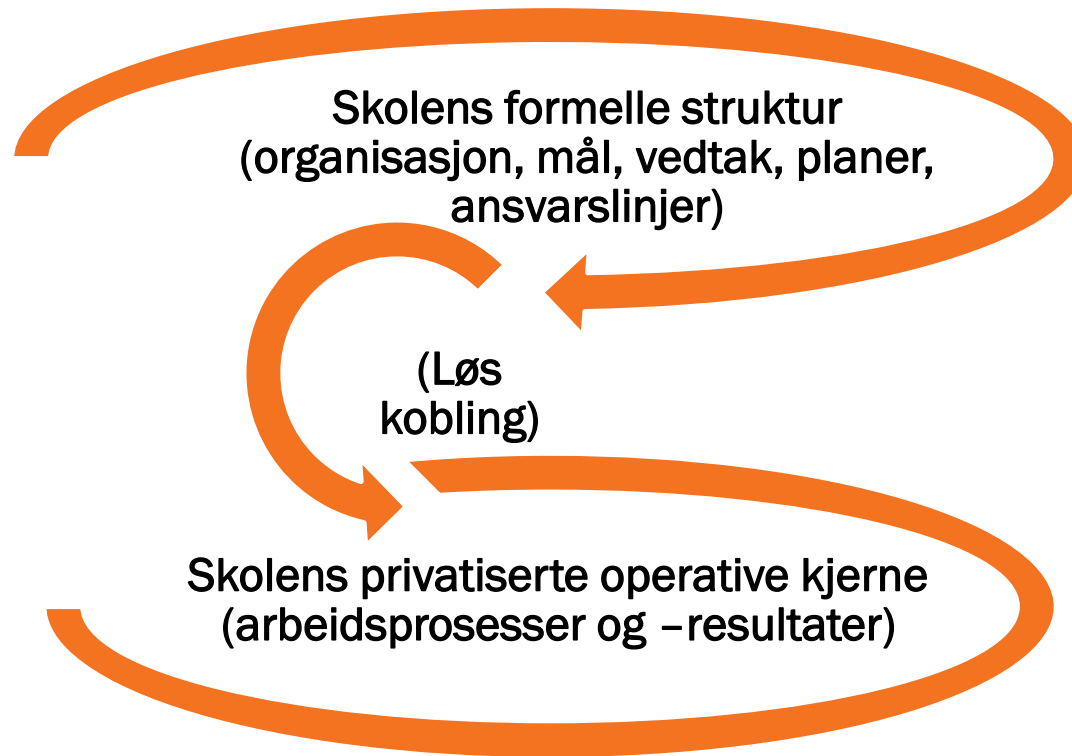 Skolens formelle struktur
(organisasjon, mål, vedtak, planer,
ansvarslinjer)
(Løs
kobling)
Skolens privatiserte operative kjerne
(arbeidsprosesser og –resultater)